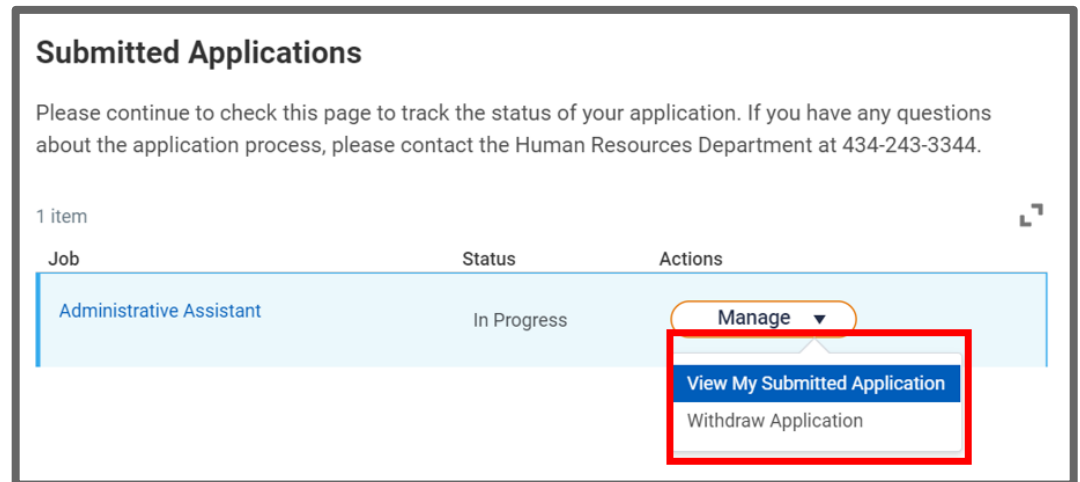 Submitted Applications
Please continue to check this page to track the status of your application. If you have any questions
about the application process, please contact the Human Resources Department at 434-243-3344.
1 item
Job Status Actions
Administrative Assistant In Progress Manage
View My Submitted Application
Withdraw Application